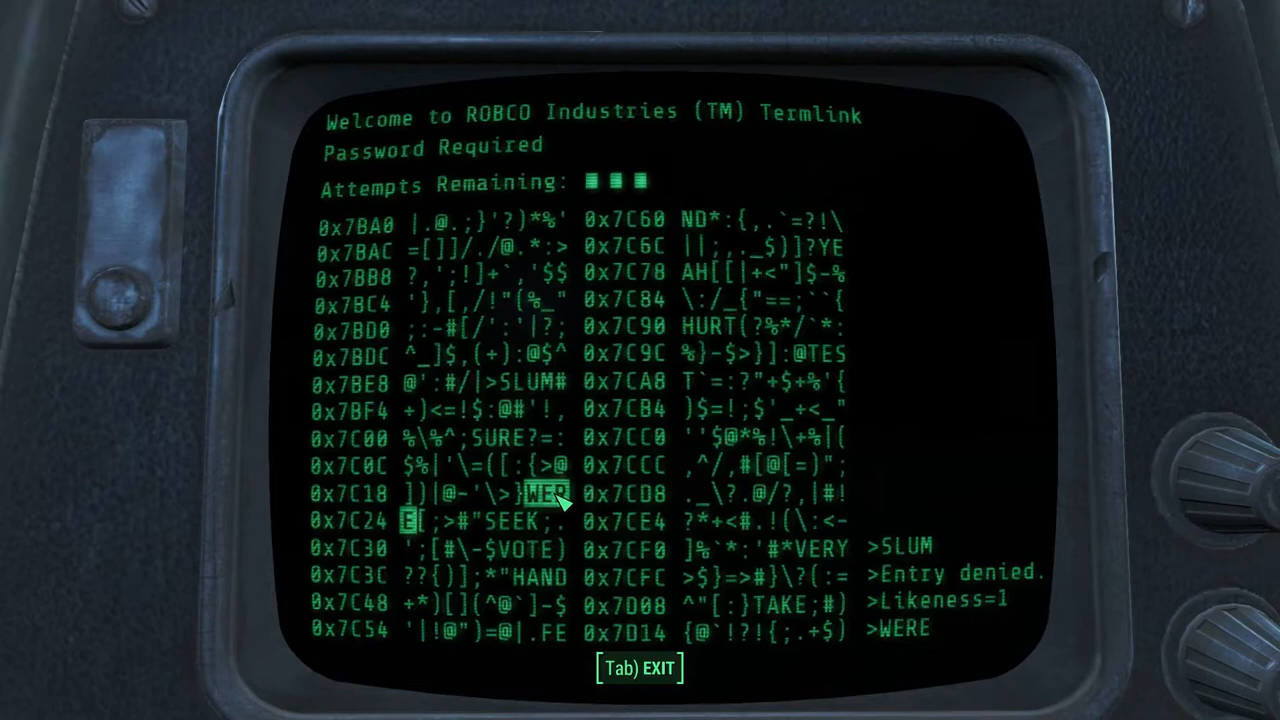 Welcome to ROBCO Industries (TM) Termlink
Password Required
Attempts Remaining: ■ ■ ■
0x7BA0 |.@.;}'?)*%' 0x7C60 ND*:{,.`=?!\
0x7BAC =[]]/./@.*:> 0x7C6C ||;,._$)]?YE
0x7BB8 ?,';!]+`,'$$ 0x7C78 AH[[|+<"]$-%
0x7BC4 '},[,/!"(%_" 0x7C84 \:/_{"==;``{
0x7BD0 ;:-#[/':'|?; 0x7C90 HURT(?%*/`*:
0x7BDC ^_]$,(+):@$^ 0x7C9C %}-$>}]:@TES
0x7BE8 @':#/|>SLUM# 0x7CA8 T`=:?"+$+%'{
0x7BF4 +)<=!$:@#'!, 0x7CB4 )$=!;$'_+<_"
0x7C00 %\%^;SURE?=: 0x7CC0 ''$@*%!\+%|(
0x7C0C $%|'\=([:{>@ 0x7CCC ,^/,#[@[=)";
0x7C18 ])|@-'\>}WER 0x7CD8 ._\?.@/?,|#!
0x7C24 E[;>#"SEEK;. 0x7CE4 ?*+<#.!(\:<-
0x7C30 ';[#\-$VOTE) 0x7CF0 ]%`*:'#*VERY >SLUM
0x7C3C ??{)];*"HAND 0x7CFC >$}=>#}\?(:= >Entry denied.
0x7C48 +*)[](^@`]-$ 0x7D08 ^"[:}TAKE;#) >Likeness=1
0x7C54 '|!@")=@|.FE 0x7D14 {@`!?!{;.+$) >WERE
[Tab) EXIT]